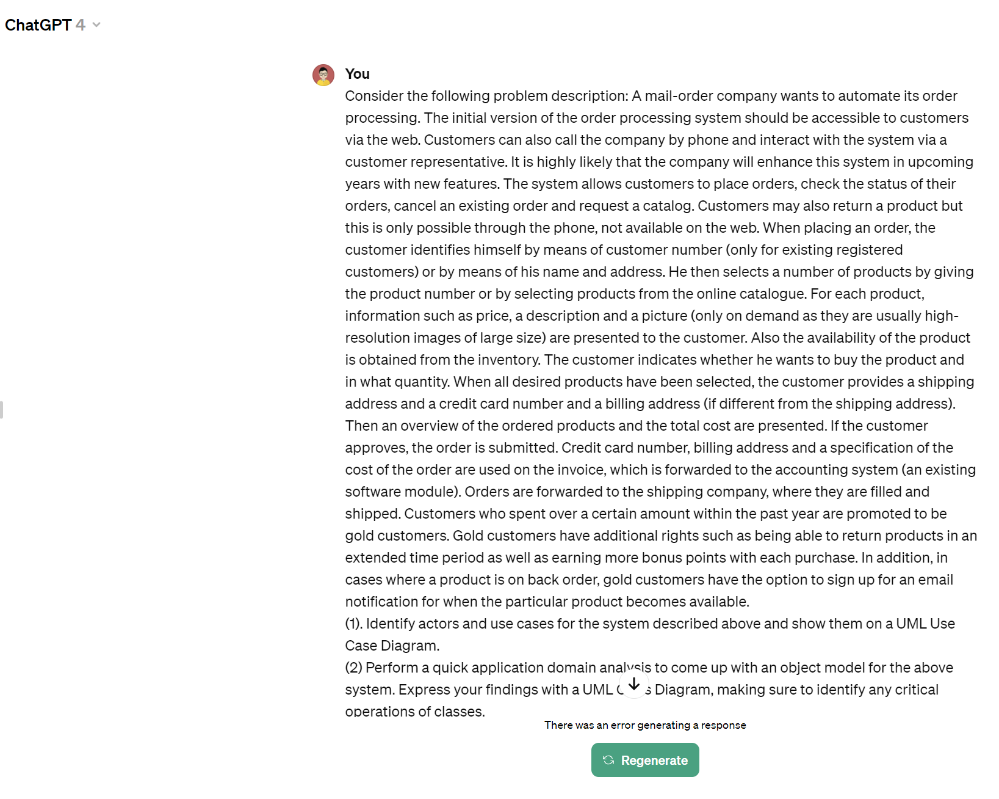 ChatGPT 4
You
Consider the following problem description: A mail-order company wants to automate its order
processing. The initial version of the order processing system should be accessible to customers
via the web. Customers can also call the company by phone and interact with the system via a
customer representative. It is highly likely that the company will enhance this system in upcoming
years with new features. The system allows customers to place orders, check the status of their
orders, cancel an existing order and request a catalog. Customers may also return a product but
this is only possible through the phone, not available on the web. When placing an order, the
customer identifies himself by means of customer number (only for existing registered
customers) or by means of his name and address. He then selects a number of products by giving
the product number or by selecting products from the online catalogue. For each product,
information such as price, a description and a picture (only on demand as they are usually high-
resolution images of large size) are presented to the customer. Also the availability of the product
is obtained from the inventory. The customer indicates whether he wants to buy the product and
in what quantity. When all desired products have been selected, the customer provides a shipping
address and a credit card number and a billing address (if different from the shipping address).
Then an overview of the ordered products and the total cost are presented. If the customer
approves, the order is submitted. Credit card number, billing address and a specification of the
cost of the order are used on the invoice, which is forwarded to the accounting system (an existing
software module). Orders are forwarded to the shipping company, where they are filled and
shipped. Customers who spent over a certain amount within the past year are promoted to be
gold customers. Gold customers have additional rights such as being able to return products in an
extended time period as well as earning more bonus points with each purchase. In addition, in
cases where a product is on back order, gold customers have the option to sign up for an email
notification for when the particular product becomes available.
(1). Identify actors and use cases for the system described above and show them on a UML Use
Case Diagram.
(2) Perform a quick application domain analysis to come up with an object model for the above
system. Express your findings with a UML Diagram, making sure to identify any critical
operations of classes.
There was an error generating a response
Regenerate